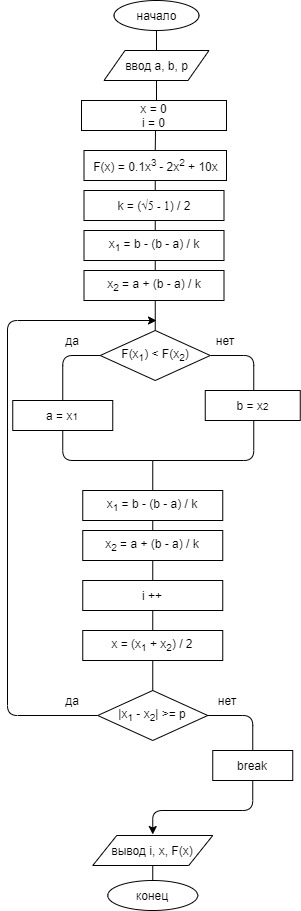 начало
ввод a, b, p
x = 0
i = 0
F(x) = 0.1x³ - 2x² + 10x
k = (√5 - 1) / 2
x₁ = b - (b - a) / k
x₂ = a + (b - a) / k
да
нет
F(x₁) < F(x₂)
a = x1
b = x2
x₁ = b - (b - a) / k
x₂ = a + (b - a) / k
i ++
x = (x₁ + x₂) / 2
да
нет
|x₁ - x₂| >= p
break
вывод i, x, F(x)
конец